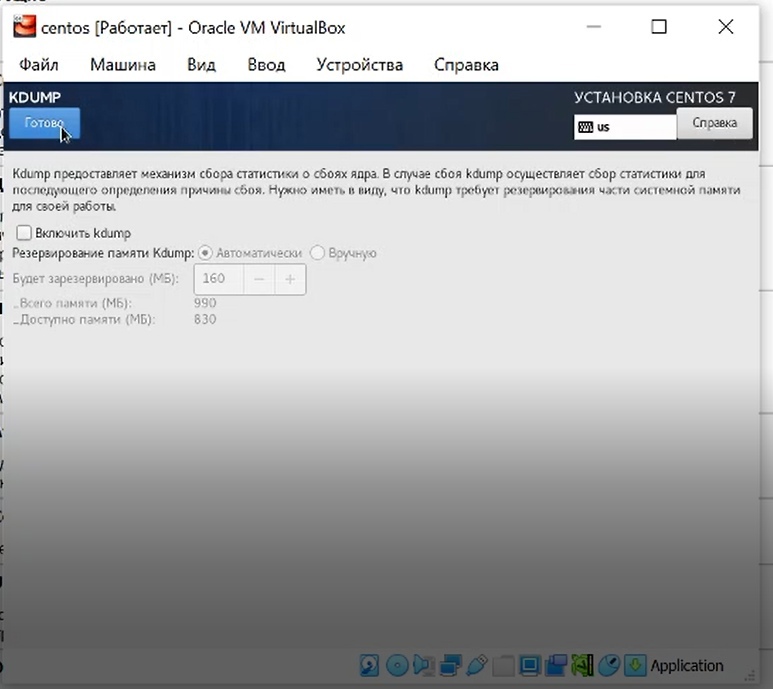 centos [Работает] - Oracle VM VirtualBox
Файл Машина Вид Ввод Устройства Справка
KDUMP
УСТАНОВКА CENTOS 7
Готово
us
Справка
Kdump предоставляет механизм сбора статистики о сбоях ядра. В случае сбоя kdump осуществляет сбор статистики для
последующего определения причины сбоя. Нужно иметь в виду, что kdump требует резервирования части системной памяти
для своей работы.
Включить kdump
Резервирование памяти Kdump: Автоматически Вручную
Будет зарезервировано (МБ): 160 − +
_Всего памяти (МБ): 990
_Доступно памяти (МБ): 830
Application